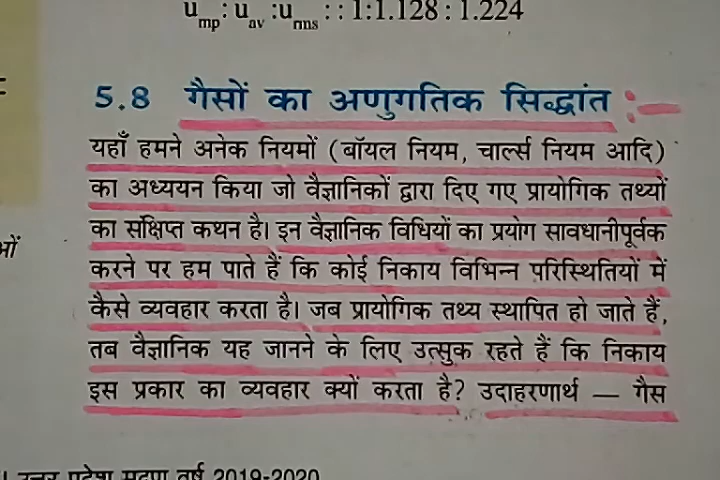 u mp : u av : u rms : : 1:1.128 : 1.224
5.8 गैसों का अणुगतिक सिद्धांत :-
यहाँ हमने अनेक नियमों (बॉयल नियम, चार्ल्स नियम आदि)
का अध्ययन किया जो वैज्ञानिकों द्वारा दिए गए प्रायोगिक तथ्यों
का संक्षिप्त कथन है। इन वैज्ञानिक विधियों का प्रयोग सावधानीपूर्वक
करने पर हम पाते हैं कि कोई निकाय विभिन्न परिस्थितियों में
कैसे व्यवहार करता है। जब प्रायोगिक तथ्य स्थापित हो जाते हैं,
तब वैज्ञानिक यह जानने के लिए उत्सुक रहते हैं कि निकाय
इस प्रकार का व्यवहार क्यों करता है? उदाहरणार्थ — गैस
उत्तर प्रदेश मुद्रण वर्ष 2019-2020